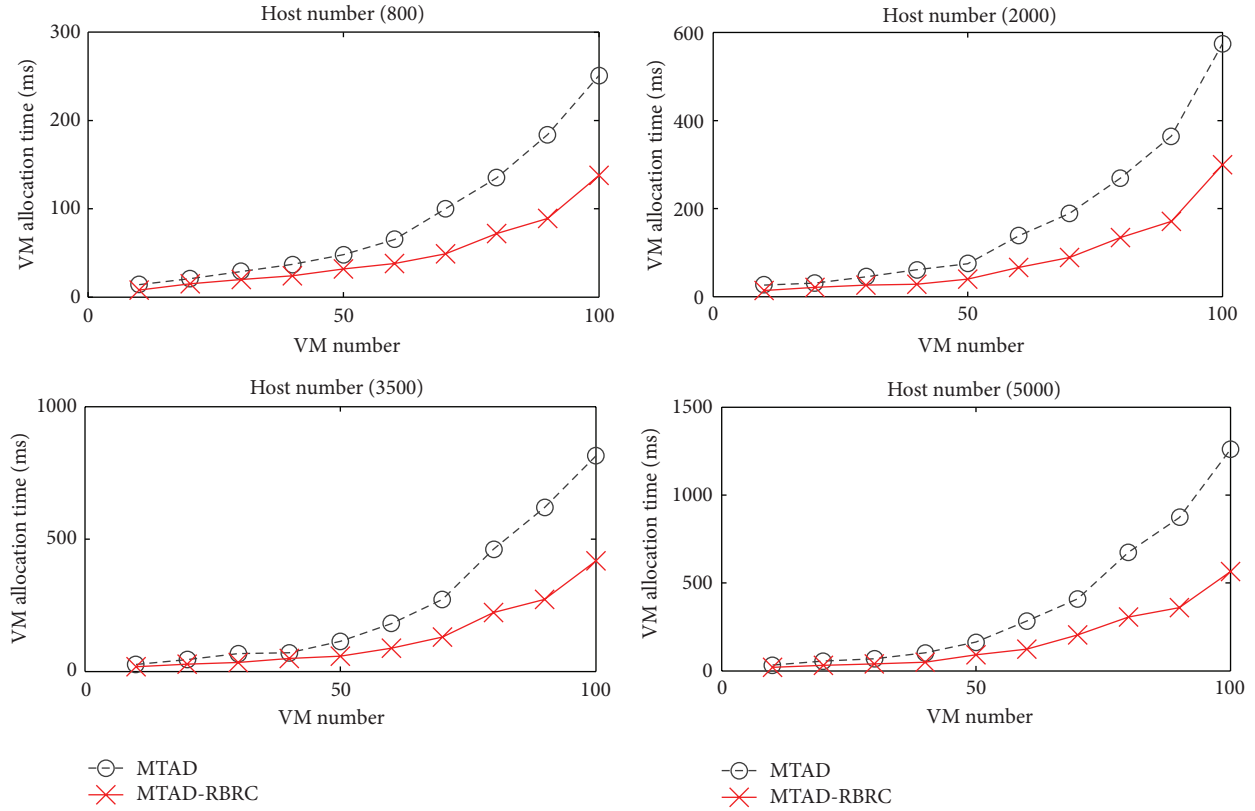 Host number (800)
300
200
100
0
VM allocation time (ms)
0
50
100
VM number
Host number (2000)
600
400
200
0
VM allocation time (ms)
0
50
100
VM number
Host number (3500)
1000
500
0
VM allocation time (ms)
0
50
100
VM number
Host number (5000)
1500
1000
500
0
VM allocation time (ms)
0
50
100
VM number
MTAD
MTAD-RBRC
MTAD
MTAD-RBRC